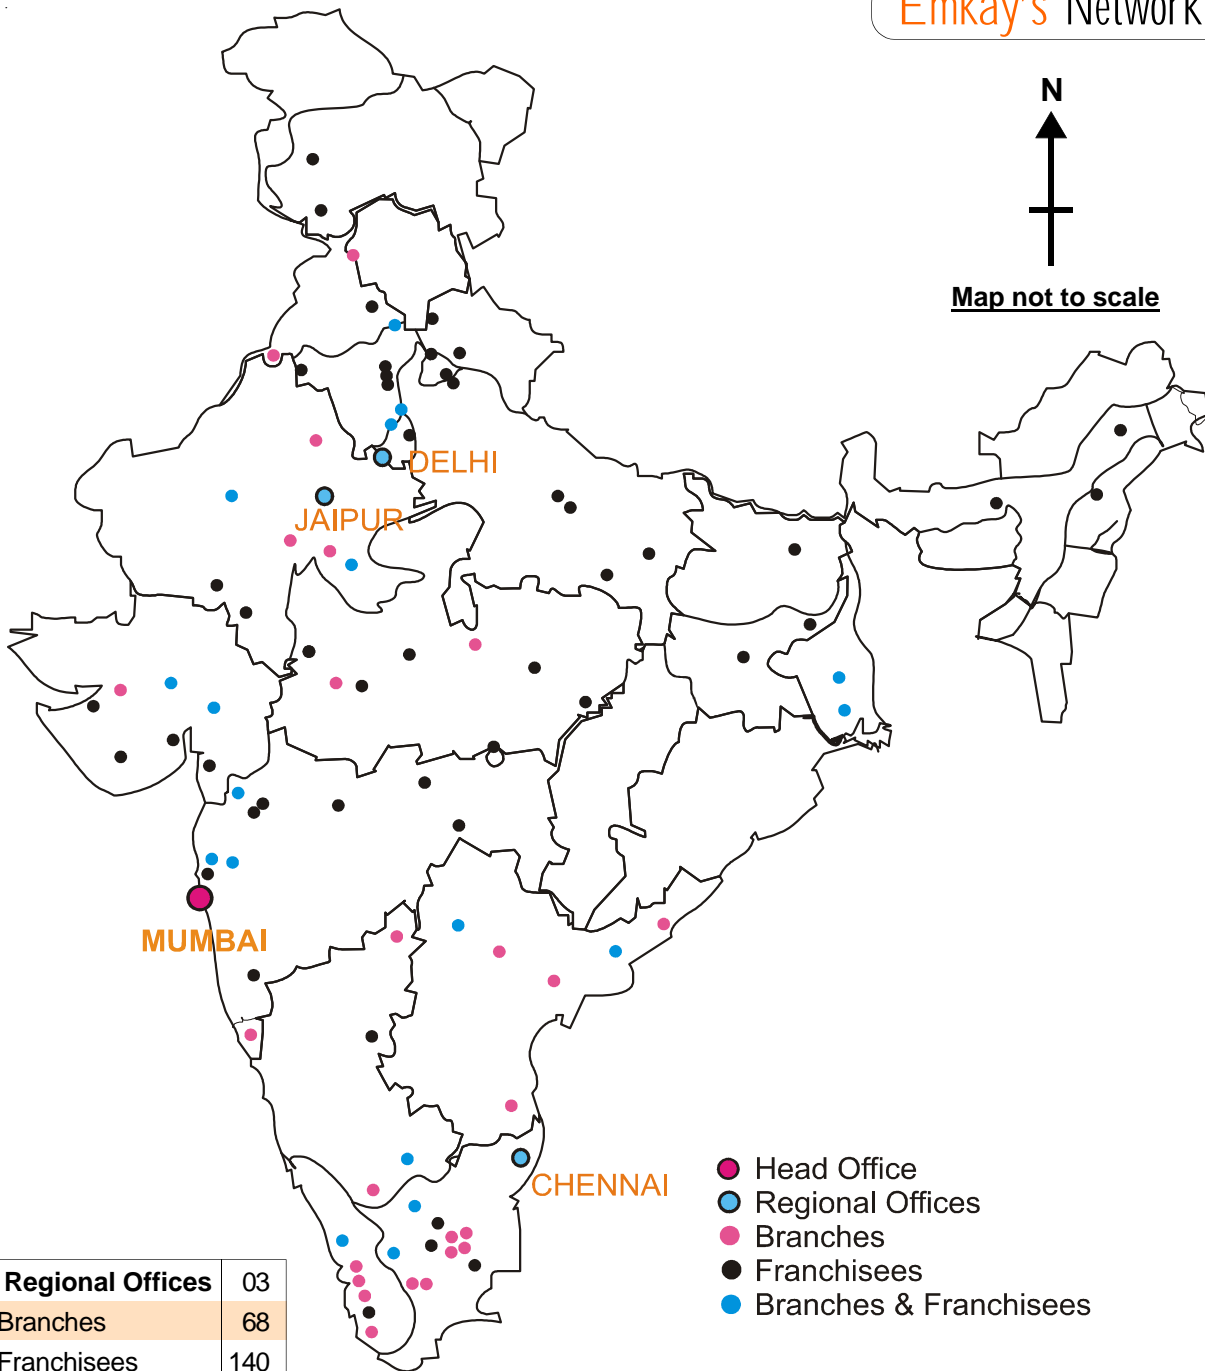 Emkay's Network
N
Map not to scale
DELHI
JAIPUR
MUMBAI
CHENNAI
Head Office
Regional Offices
Branches
Franchisees
Branches & Franchisees
Regional Offices 03
Branches 68
Franchisees 140